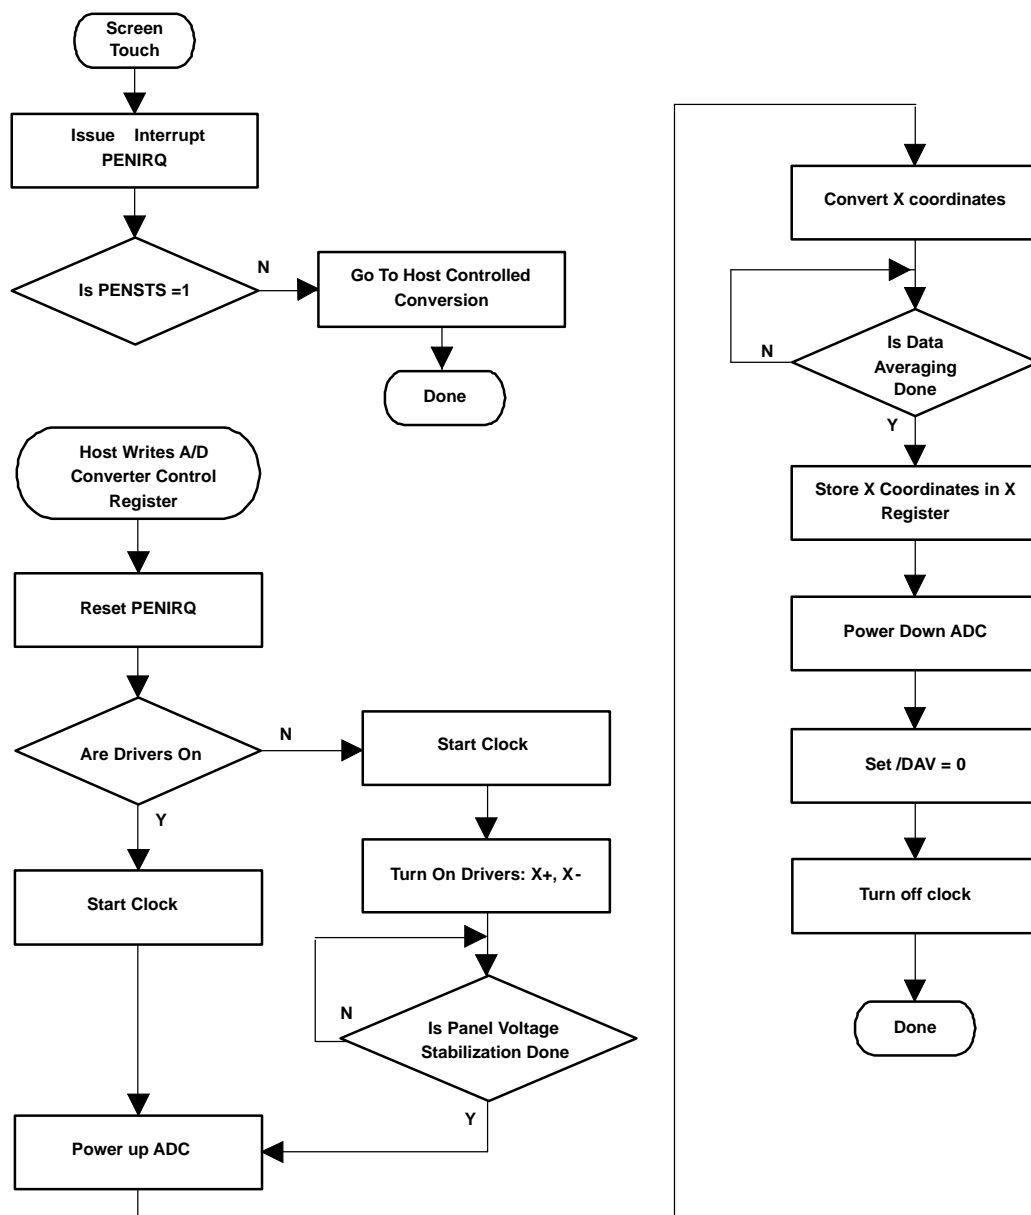 Screen
Touch
Issue Interrupt
PENIRQ
Is PENSTS =1
N
Go To Host Controlled
Conversion
Done
Host Writes A/D
Converter Control
Register
Reset PENIRQ
Are Drivers On
N
Start Clock
Y
Turn On Drivers: X+, X-
Start Clock
N
Is Panel Voltage
Stabilization Done
Y
Power up ADC
Convert X coordinates
N
Is Data
Averaging
Done
Y
Store X Coordinates in X
Register
Power Down ADC
Set /DAV = 0
Turn off clock
Done